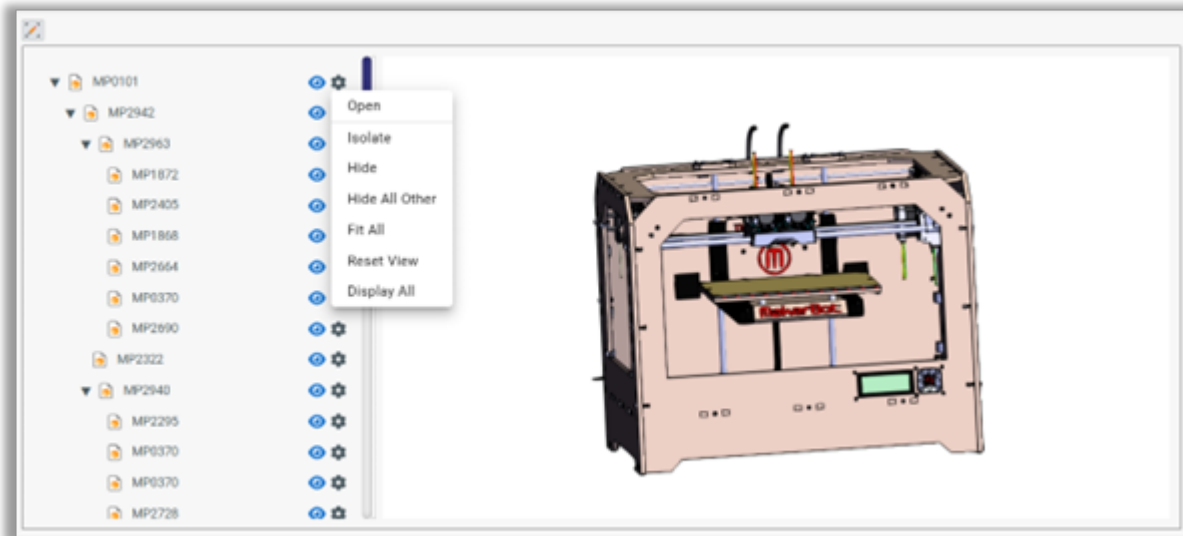 MP0101
MP2942
MP2963
MP1872
MP2405
MP1868
MP2664
MP0370
MP2690
MP2322
MP2940
MP2295
MP0370
MP0370
MP2728
Open
Isolate
Hide
Hide All Other
Fit All
Reset View
Display All
M
MakerBot